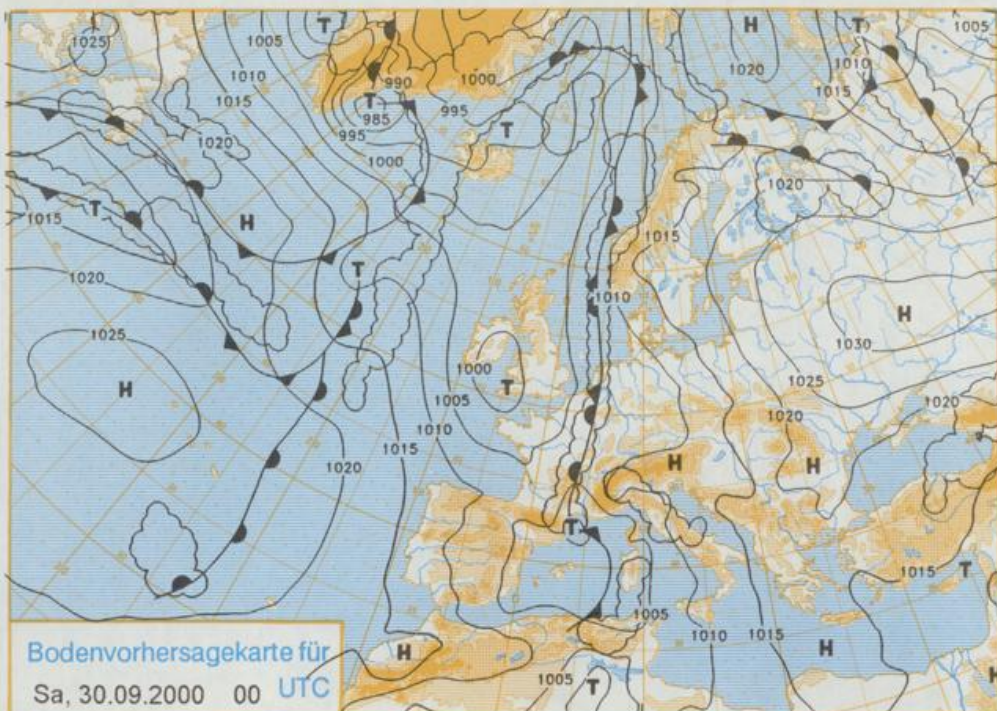 T H T 1005
1025 1005
1010
1010 990 1000 1020
1015 T 985 995 1015
995 T
1020 1000
1020
T H
1015 1015
1020 T
1010
H
1025 1030
1000 T
H 1005 1025
1010 1020 1020
1015
1020 H H
T
1015 T
1005 1010 1015
H H
Bodenvorhersagekarte für
Sa, 30.09.2000 00 UTC
1005 T H